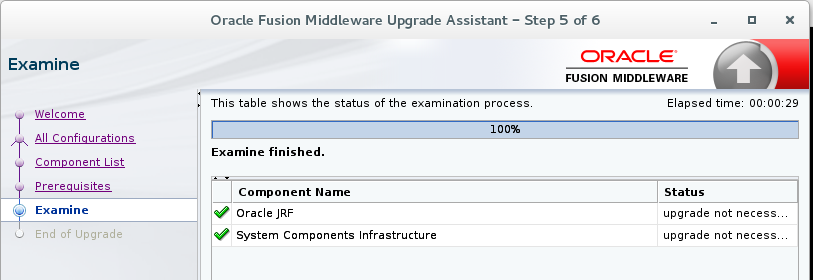 Oracle Fusion Middleware Upgrade Assistant – Step 5 of 6
Examine
ORACLE
FUSION MIDDLEWARE
Welcome
All Configurations
Component List
Prerequisites
Examine
End of Upgrade
This table shows the status of the examination process.
Elapsed time: 00:00:29
100%
Examine finished.
Component Name Status
Oracle JRF upgrade not necess...
System Components Infrastructure upgrade not necess...